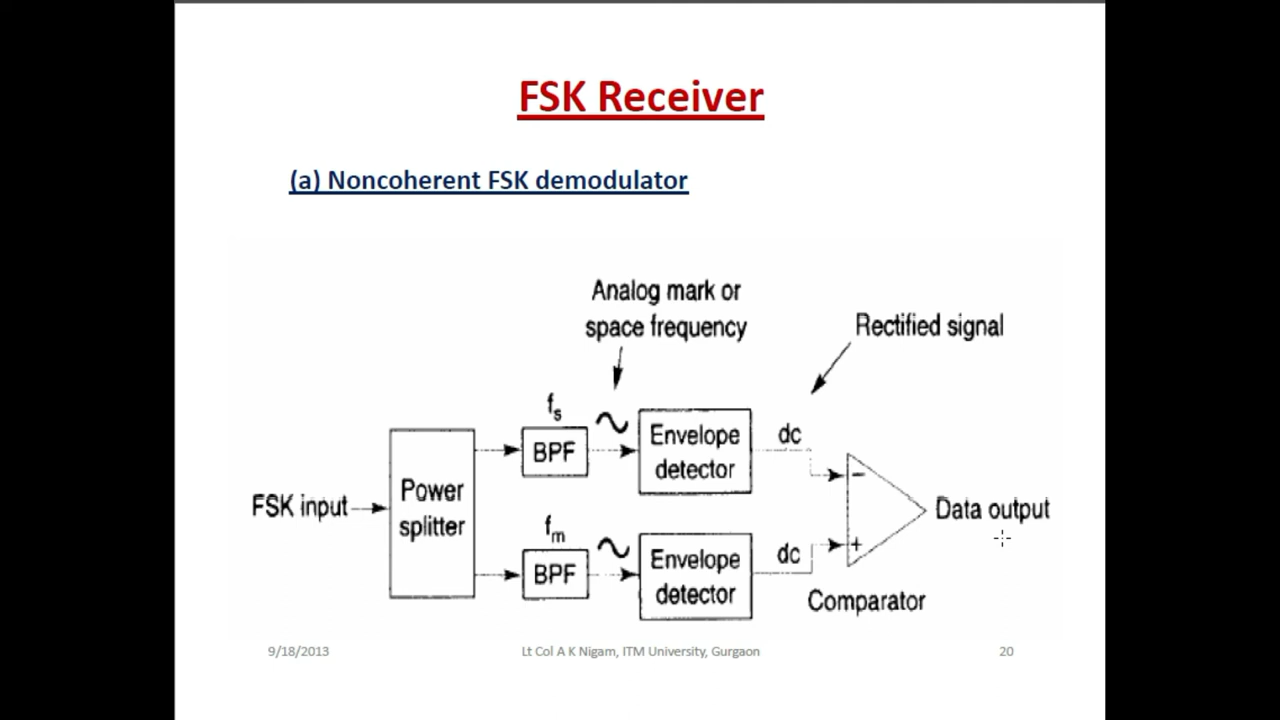 FSK Receiver
(a) Noncoherent FSK demodulator
Analog mark or
space frequency
Rectified signal
fs
BPF
Envelope
detector
dc
−
FSK input
Power
splitter
Data output
fm
BPF
Envelope
detector
dc
+
Comparator
9/18/2013
Lt Col A K Nigam, ITM University, Gurgaon
20